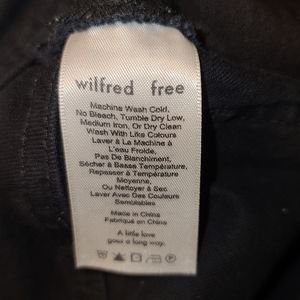 wilfred free
Machine Wash Cold,
No Bleach, Tumble Dry Low,
Medium Iron, Or Dry Clean
Wash With Like Colours
Laver À La Machine À
L'eau Froide,
Pas De Blanchiment,
Sécher À Basse Température,
Repasser À Température
Moyenne,
Ou Nettoyer À Sec
Laver Avec Des Couleurs
Semblables
Made in China
Fabriqué en China
A little love
goes a long way.